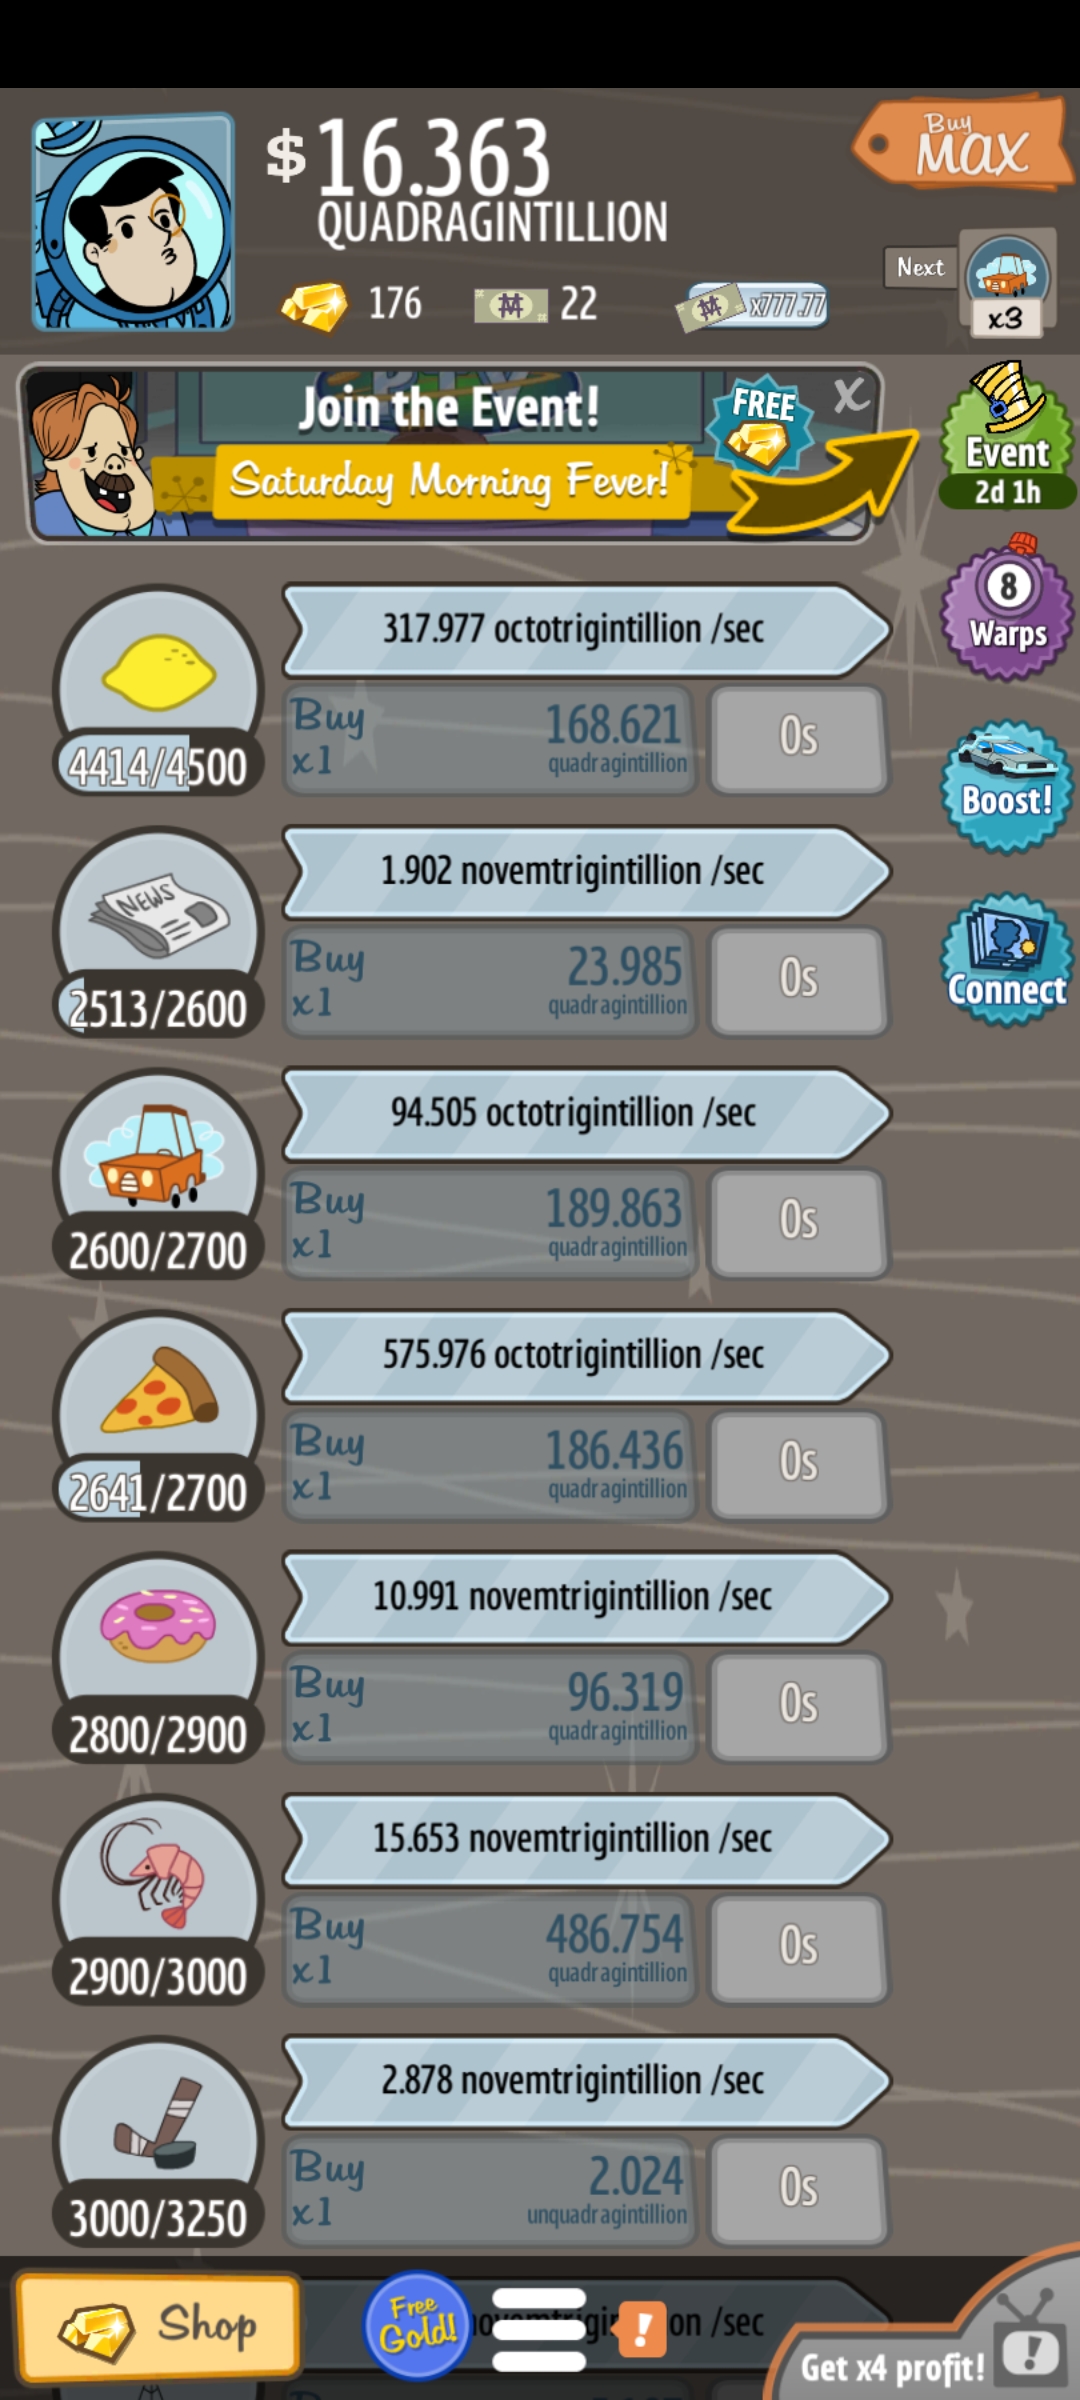 $16.363
QUADRAGINTILLION
Buy
MAX
176
22
x777.77
Next
x3
Join the Event!
Saturday Morning Fever!
FREE
X
Event
2d 1h
8
Warps
Boost!
Connect
317.977 octotrigintillion /sec
Buy
x1
168.621
quadragintillion
0s
4414/4500
1.902 novemtrigintillion /sec
NEWS
Buy
x1
23.985
quadragintillion
0s
2513/2600
94.505 octotrigintillion /sec
Buy
x1
189.863
quadragintillion
0s
2600/2700
575.976 octotrigintillion /sec
Buy
x1
186.436
quadragintillion
0s
2641/2700
10.991 novemtrigintillion /sec
Buy
x1
96.319
quadragintillion
0s
2800/2900
15.653 novemtrigintillion /sec
Buy
x1
486.754
quadragintillion
0s
2900/3000
2.878 novemtrigintillion /sec
Buy
x1
2.024
unquadragintillion
0s
3000/3250
Shop
Free
Gold!
!
/sec
Get x4 profit!
!